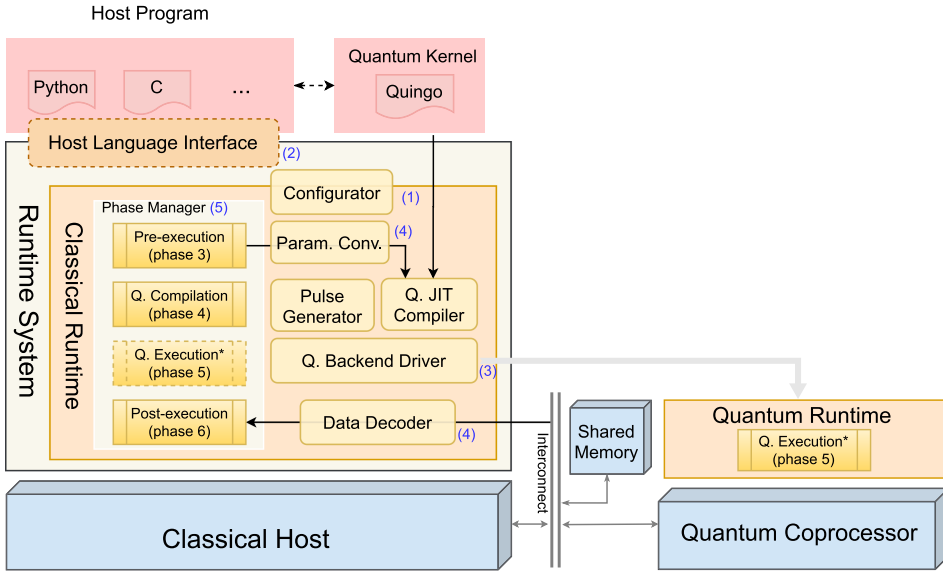 Host Program
Python
C
...
Quantum Kernel
Quingo
Host Language Interface
(2)
Runtime System
Classical Runtime
Configurator
(1)
Phase Manager (5)
Pre-execution
(phase 3)
Param. Conv.
(4)
Q. Compilation
(phase 4)
Pulse
Generator
Q. JIT
Compiler
Q. Execution*
(phase 5)
Q. Backend Driver
(3)
Post-execution
(phase 6)
Data Decoder
(4)
Interconnect
Shared
Memory
Quantum Runtime
Q. Execution*
(phase 5)
Classical Host
Quantum Coprocessor